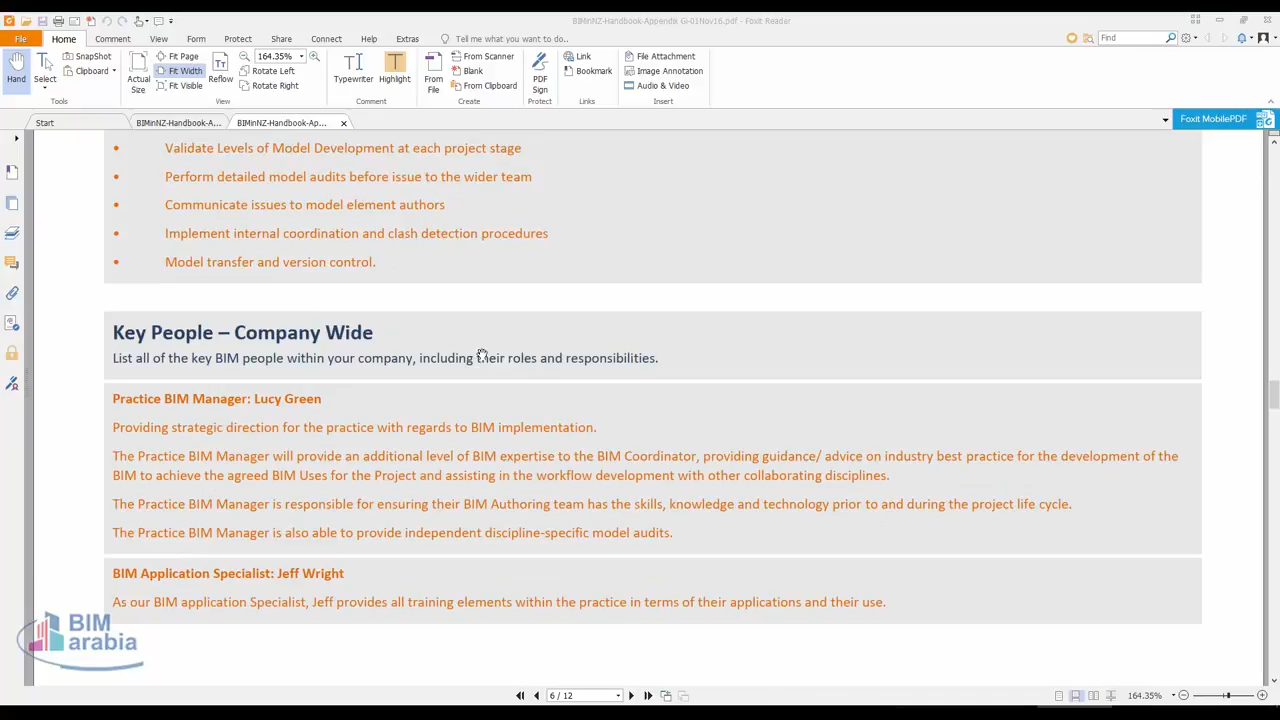 BIMinNZ-Handbook-Appendix Gi-01Nov16.pdf - Foxit Reader
File Home Comment View Form Protect Share Connect Help Extras Tell me what you want to do.. Find
Hand
Select
SnapShot
Clipboard
Tools
Actual Size
Fit Page
Fit Width
Fit Visible
Reflow
164.35%
Rotate Left
Rotate Right
View
Typewriter
Highlight
Comment
From File
From Scanner
Blank
From Clipboard
Create
PDF Sign
Protect
Link
Bookmark
Links
File Attachment
Image Annotation
Audio & Video
Insert
Start BIMinNZ-Handbook-A... BIMinNZ-Handbook-App... Foxit MobilePDF
• Validate Levels of Model Development at each project stage
• Perform detailed model audits before issue to the wider team
• Communicate issues to model element authors
• Implement internal coordination and clash detection procedures
• Model transfer and version control.
Key People – Company Wide
List all of the key BIM people within your company, including their roles and responsibilities.
Practice BIM Manager: Lucy Green
Providing strategic direction for the practice with regards to BIM implementation.
The Practice BIM Manager will provide an additional level of BIM expertise to the BIM Coordinator, providing guidance/ advice on industry best practice for the development of the
BIM to achieve the agreed BIM Uses for the Project and assisting in the workflow development with other collaborating disciplines.
The Practice BIM Manager is responsible for ensuring their BIM Authoring team has the skills, knowledge and technology prior to and during the project life cycle.
The Practice BIM Manager is also able to provide independent discipline-specific model audits.
BIM Application Specialist: Jeff Wright
As our BIM application Specialist, Jeff provides all training elements within the practice in terms of their applications and their use.
BIM
arabia
6 / 12 164.35%